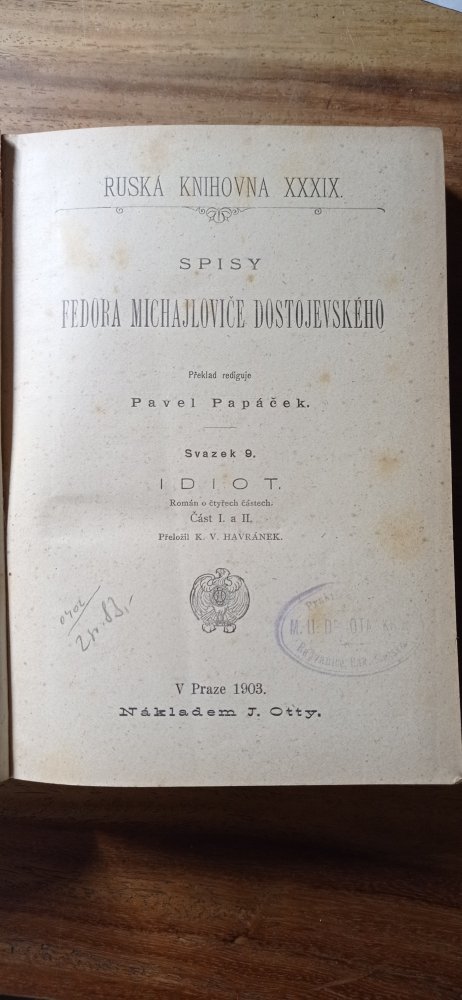 RUSKÁ KNIHOVNA XXXIX.
SPISY
FEDORA MICHAJLOVIČE DOSTOJEVSKÉHO
Překlad rediguje
Pavel Papáček.
Svazek 9.
IDIOT.
Román o čtyřech částech.
Část I. a II.
Přeložil K. V. HAVRÁNEK.
V Praze 1903.
Nákladem J. Otty.